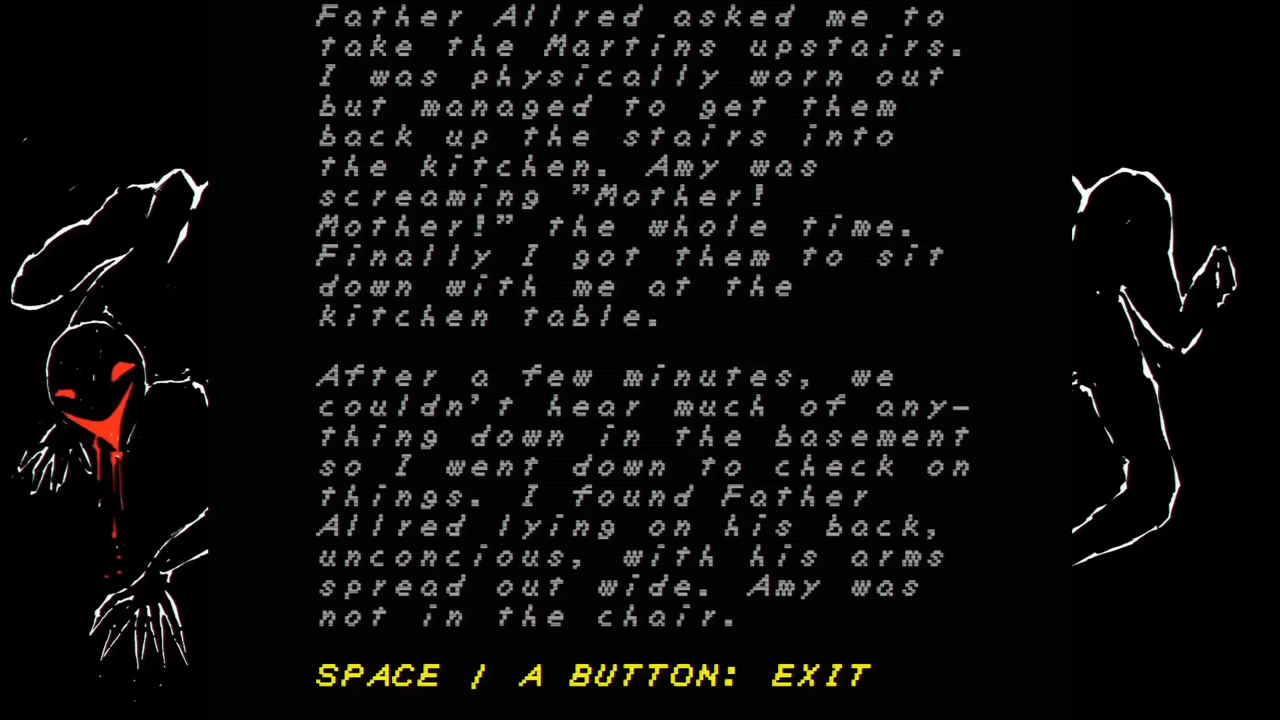 Father Allred asked me to
take the Martins upstairs.
I was physically worn out
but managed to get them
back up the stairs into
the kitchen. Amy was
screaming "Mother!
Mother!" the whole time.
Finally I got them to sit
down with me at the
kitchen table.
After a few minutes, we
couldn't hear much of any-
thing down in the basement
so I went down to check on
things. I found Father
Allred lying on his back,
unconcious, with his arms
spread out wide. Amy was
not in the chair.
SPACE / A BUTTON: EXIT